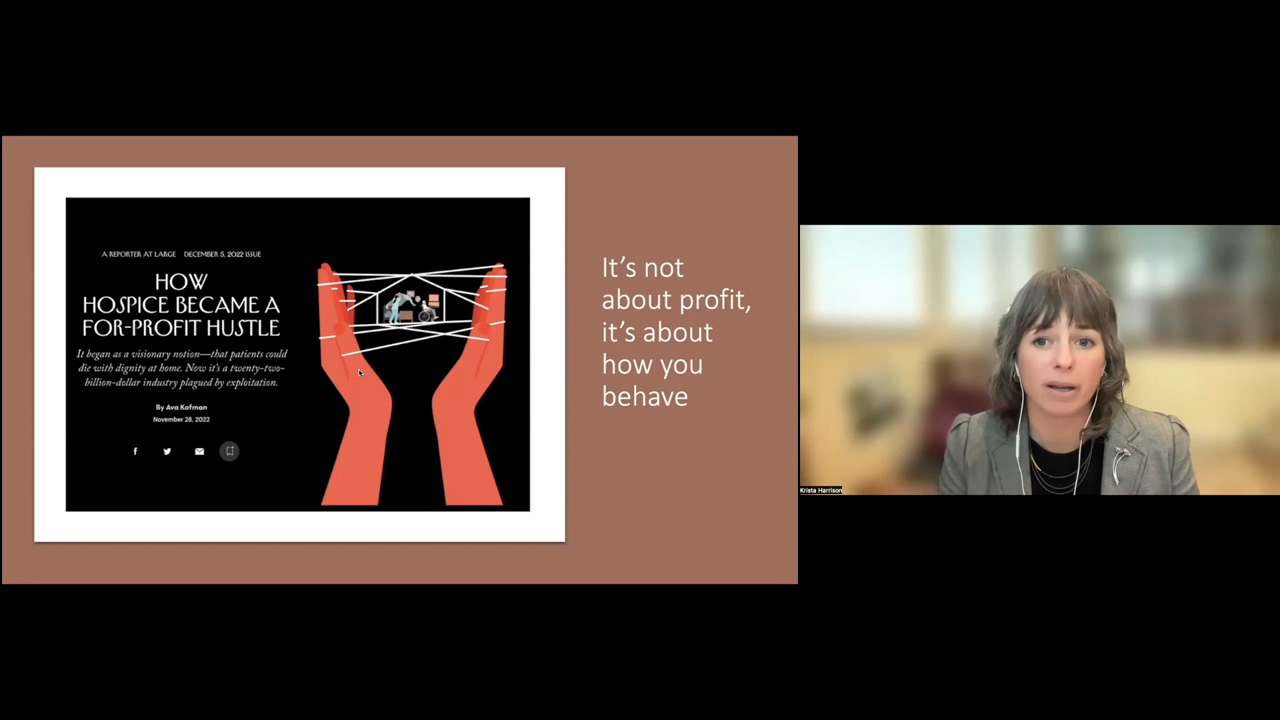 A REPORTER AT LARGE DECEMBER 5, 2022 ISSUE
HOW
HOSPICE BECAME A
FOR-PROFIT HUSTLE
It began as a visionary notion—that patients could
die with dignity at home. Now it's a twenty-two-
billion-dollar industry plagued by exploitation.
By Ava Kofman
November 28, 2022
It's not
about profit,
it's about
how you
behave
Krista Harrison